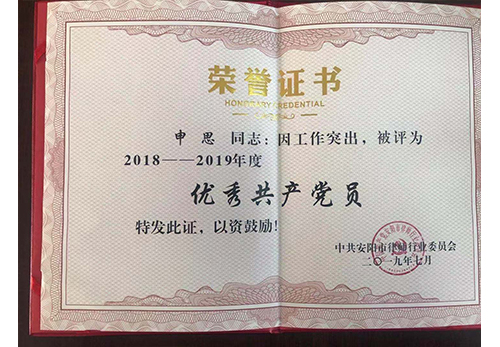 荣誉证书
HONORARY CREDENTIAL
申思 同志：因工作突出，被评为
2018——2019年度
优秀共产党员
特发此证，以资鼓励！
中共安阳市律师行业委员会
二〇一九年七月